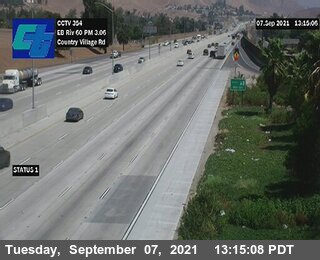 CCTV 354
EB Riv 60 PM 3.06
Country Village Rd
07.Sep 2021 13:15:06
STATUS 1
Tuesday, September 07, 2021 13:15:08 PDT